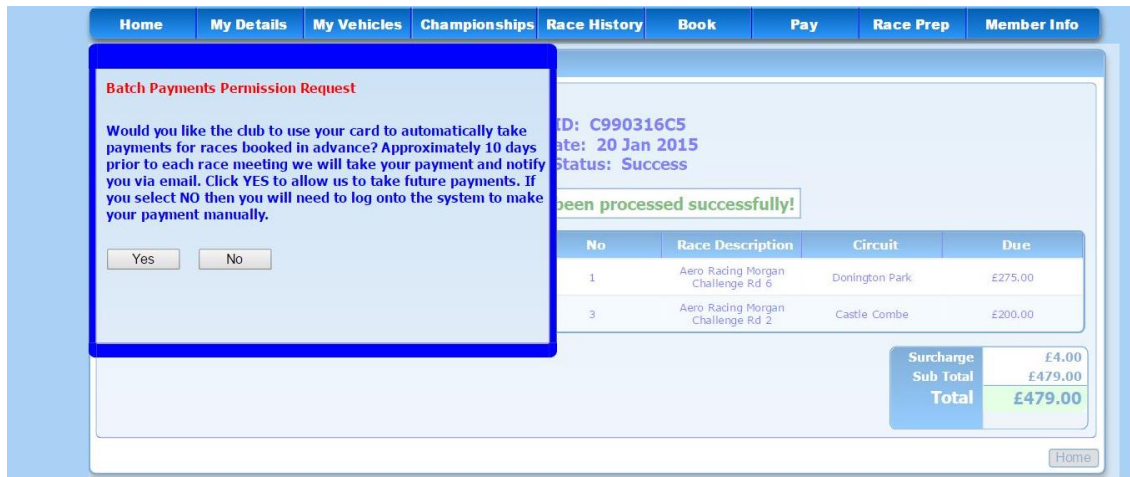 Home My Details My Vehicles Championships Race History Book Pay Race Prep Member Info
Batch Payments Permission Request
Would you like the club to use your card to automatically take
payments for races booked in advance? Approximately 10 days
prior to each race meeting we will take your payment and notify
you via email. Click YES to allow us to take future payments. If
you select NO then you will need to log onto the system to make
your payment manually.
Yes No
ID: C990316C5
20 Jan 2015
Status: Success
been processed successfully!
No Race Description Circuit Due
1 Aero Racing Morgan Challenge Rd 6 Donington Park £275.00
3 Aero Racing Morgan Challenge Rd 2 Castle Combe £200.00
Surcharge £4.00
Sub Total £479.00
Total £479.00
Home